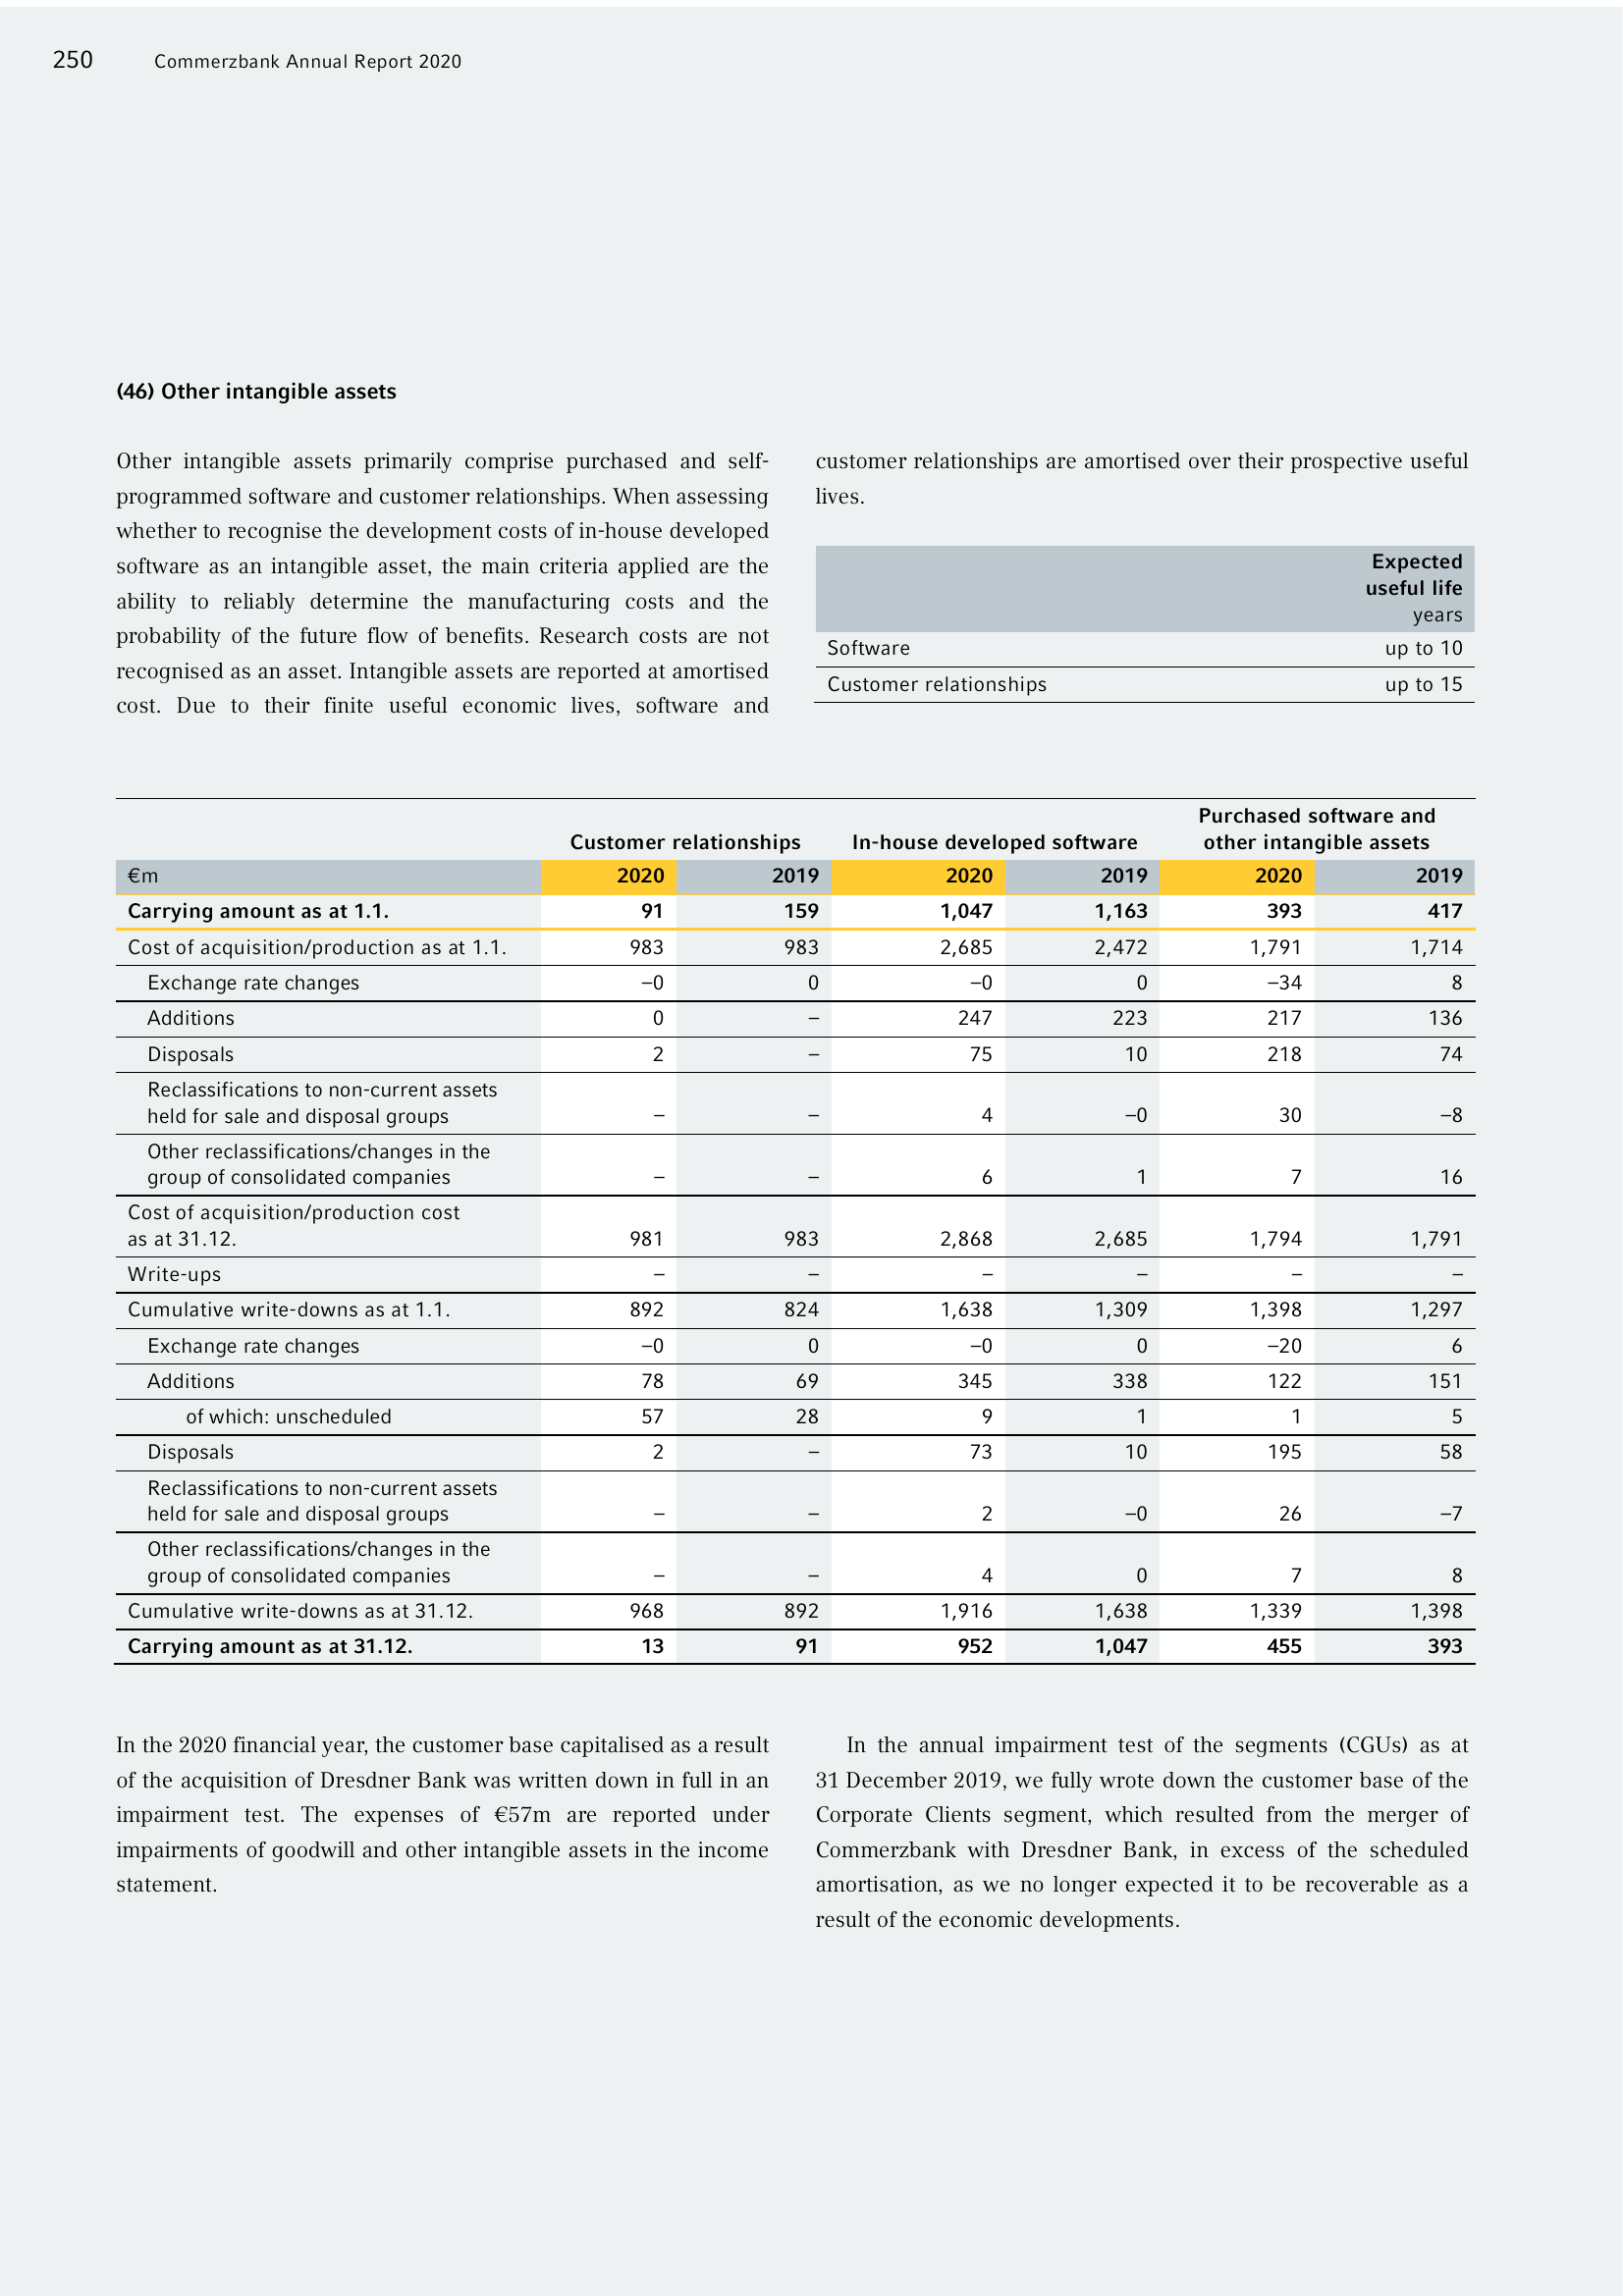 250 Commerzbank Annual Report 2020
(46) Other intangible assets
Other intangible assets primarily comprise purchased and self-
programmed software and customer relationships. When assessing
whether to recognise the development costs of in-house developed
software as an intangible asset, the main criteria applied are the
ability to reliably determine the manufacturing costs and the
probability of the future flow of benefits. Research costs are not
recognised as an asset. Intangible assets are reported at amortised
cost. Due to their finite useful economic lives, software and
customer relationships are amortised over their prospective useful
lives.
Expected
useful life
years
Software up to 10
Customer relationships up to 15
Purchased software and
Customer relationships In-house developed software other intangible assets
€m 2020 2019 2020 2019 2020 2019
Carrying amount as at 1.1. 91 159 1,047 1,163 393 417
Cost of acquisition/production as at 1.1. 983 983 2,685 2,472 1,791 1,714
Exchange rate changes –0 0 –0 0 –34 8
Additions 0 – 247 223 217 136
Disposals 2 – 75 10 218 74
Reclassifications to non-current assets
held for sale and disposal groups – – 4 –0 30 –8
Other reclassifications/changes in the
group of consolidated companies – – 6 1 7 16
Cost of acquisition/production cost
as at 31.12. 981 983 2,868 2,685 1,794 1,791
Write-ups – – – – – –
Cumulative write-downs as at 1.1. 892 824 1,638 1,309 1,398 1,297
Exchange rate changes –0 0 –0 0 –20 6
Additions 78 69 345 338 122 151
of which: unscheduled 57 28 9 1 1 5
Disposals 2 – 73 10 195 58
Reclassifications to non-current assets
held for sale and disposal groups – – 2 –0 26 –7
Other reclassifications/changes in the
group of consolidated companies – – 4 0 7 8
Cumulative write-downs as at 31.12. 968 892 1,916 1,638 1,339 1,398
Carrying amount as at 31.12. 13 91 952 1,047 455 393
In the 2020 financial year, the customer base capitalised as a result
of the acquisition of Dresdner Bank was written down in full in an
impairment test. The expenses of €57m are reported under
impairments of goodwill and other intangible assets in the income
statement.
In the annual impairment test of the segments (CGUs) as at
31 December 2019, we fully wrote down the customer base of the
Corporate Clients segment, which resulted from the merger of
Commerzbank with Dresdner Bank, in excess of the scheduled
amortisation, as we no longer expected it to be recoverable as a
result of the economic developments.